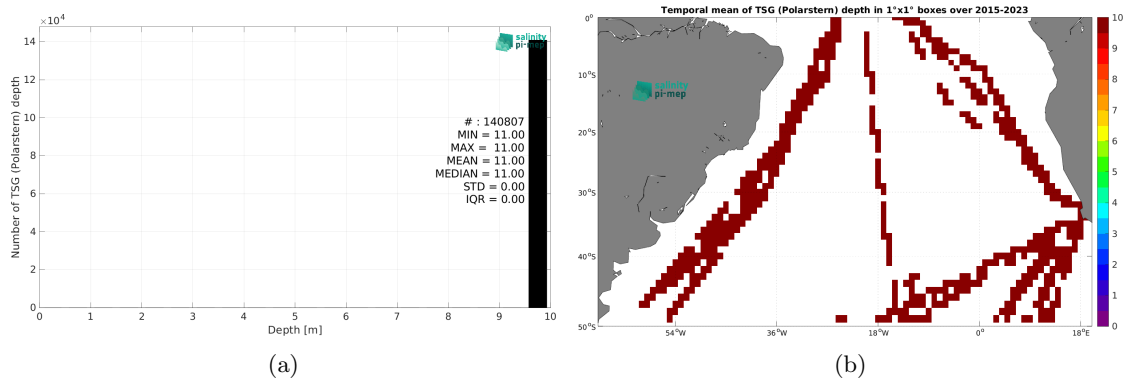 ×10⁴
14
12
10
8
6
4
2
0
Number of TSG (Polarstern) depth
salinity
pi-mep
# : 140807
MIN = 11.00
MAX = 11.00
MEAN = 11.00
MEDIAN = 11.00
STD = 0.00
IQR = 0.00
0 1 2 3 4 5 6 7 8 9 10
Depth [m]
(a)
Temporal mean of TSG (Polarstern) depth in 1°x1° boxes over 2015-2023
0°
10°S
20°S
30°S
40°S
50°S
salinity
pi-mep
54°W 36°W 18°W 0° 18°E
10
9
8
7
6
5
4
3
2
1
0
(b)